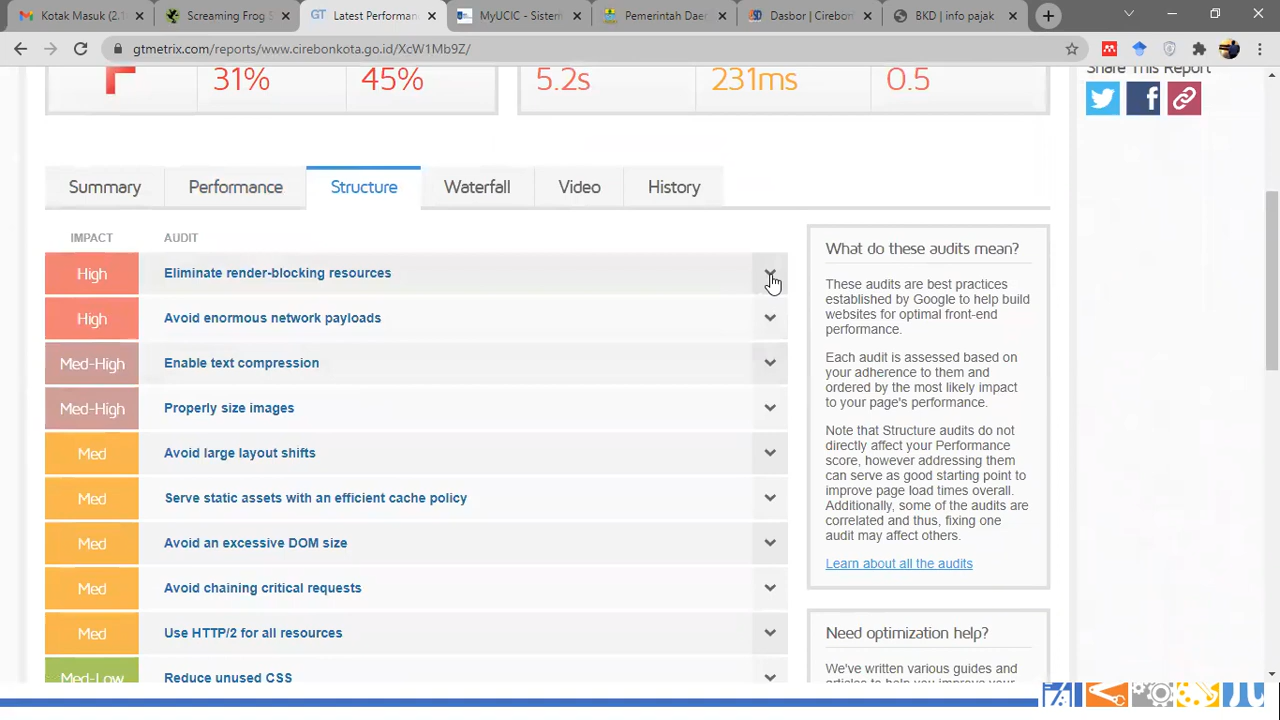 Kotak Masuk (2.1
Screaming Frog S
GT Latest Performan
MyUCIC - Sistem
Pemerintah Daer
Dasbor | Cirebon
BKD | info pajak
gtmetrix.com/reports/www.cirebonkota.go.id/XcW1Mb9Z/
F 31% 45% 5.2s 231ms 0.5
Share This Report
Summary Performance Structure Waterfall Video History
IMPACT AUDIT
High Eliminate render-blocking resources
High Avoid enormous network payloads
Med-High Enable text compression
Med-High Properly size images
Med Avoid large layout shifts
Med Serve static assets with an efficient cache policy
Med Avoid an excessive DOM size
Med Avoid chaining critical requests
Med Use HTTP/2 for all resources
Med-Low Reduce unused CSS
What do these audits mean?
These audits are best practices
established by Google to help build
websites for optimal front-end
performance.
Each audit is assessed based on
your adherence to them and
ordered by the most likely impact
to your page's performance.
Note that Structure audits do not
directly affect your Performance
score, however addressing them
can serve as good starting point to
improve page load times overall.
Additionally, some of the audits are
correlated and thus, fixing one
audit may affect others.
Learn about all the audits
Need optimization help?
We've written various guides and
articles to help you improve your